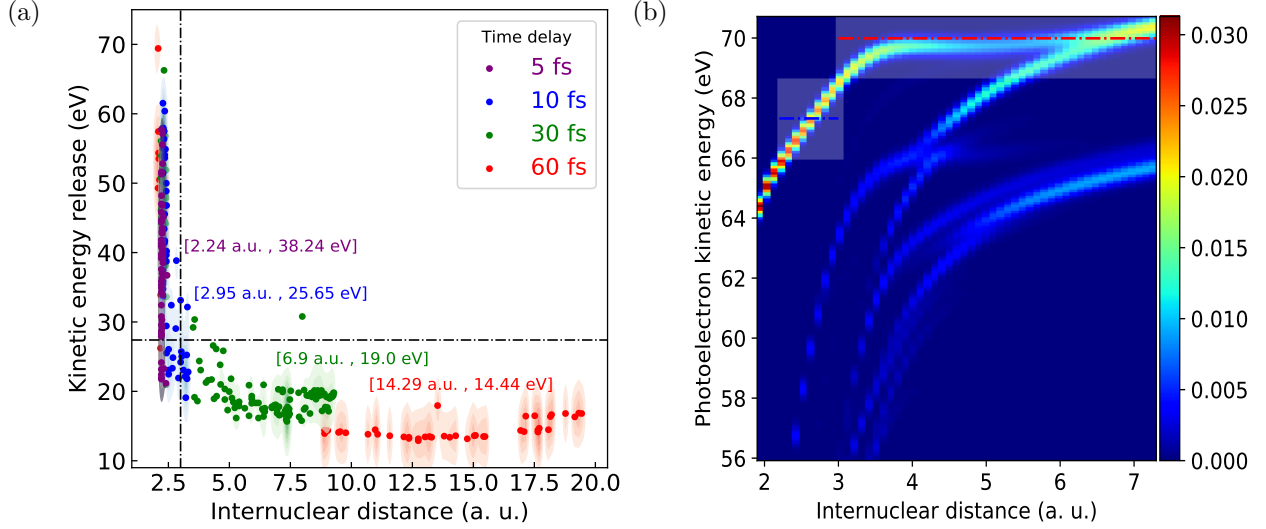 (a)
Kinetic energy release (eV)
70
60
50
40
30
20
10
Time delay
5 fs
10 fs
30 fs
60 fs
[2.24 a.u. , 38.24 eV]
[2.95 a.u. , 25.65 eV]
[6.9 a.u. , 19.0 eV]
[14.29 a.u. , 14.44 eV]
2.5 5.0 7.5 10.0 12.5 15.0 17.5 20.0
Internuclear distance (a. u.)
(b)
Photoelectron kinetic energy (eV)
70
68
66
64
62
60
58
56
2 3 4 5 6 7
Internuclear distance (a. u.)
0.030
0.025
0.020
0.015
0.010
0.005
0.000